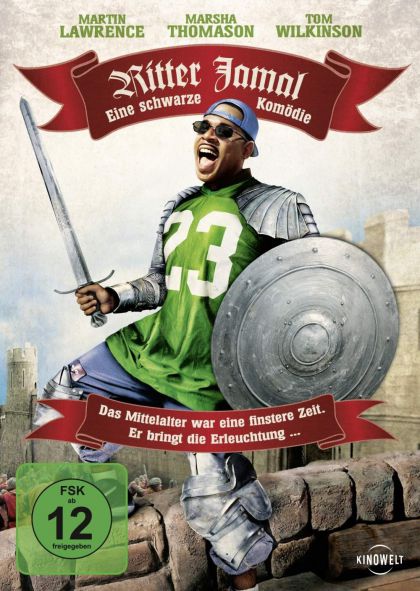 MARTIN LAWRENCE
MARSHA THOMASON
TOM WILKINSON
Ritter Jamal
Eine schwarze Komödie
23
Das Mittelalter war eine finstere Zeit.
Er bringt die Erleuchtung ...
FSK
ab
12
freigegeben
KINOWELT